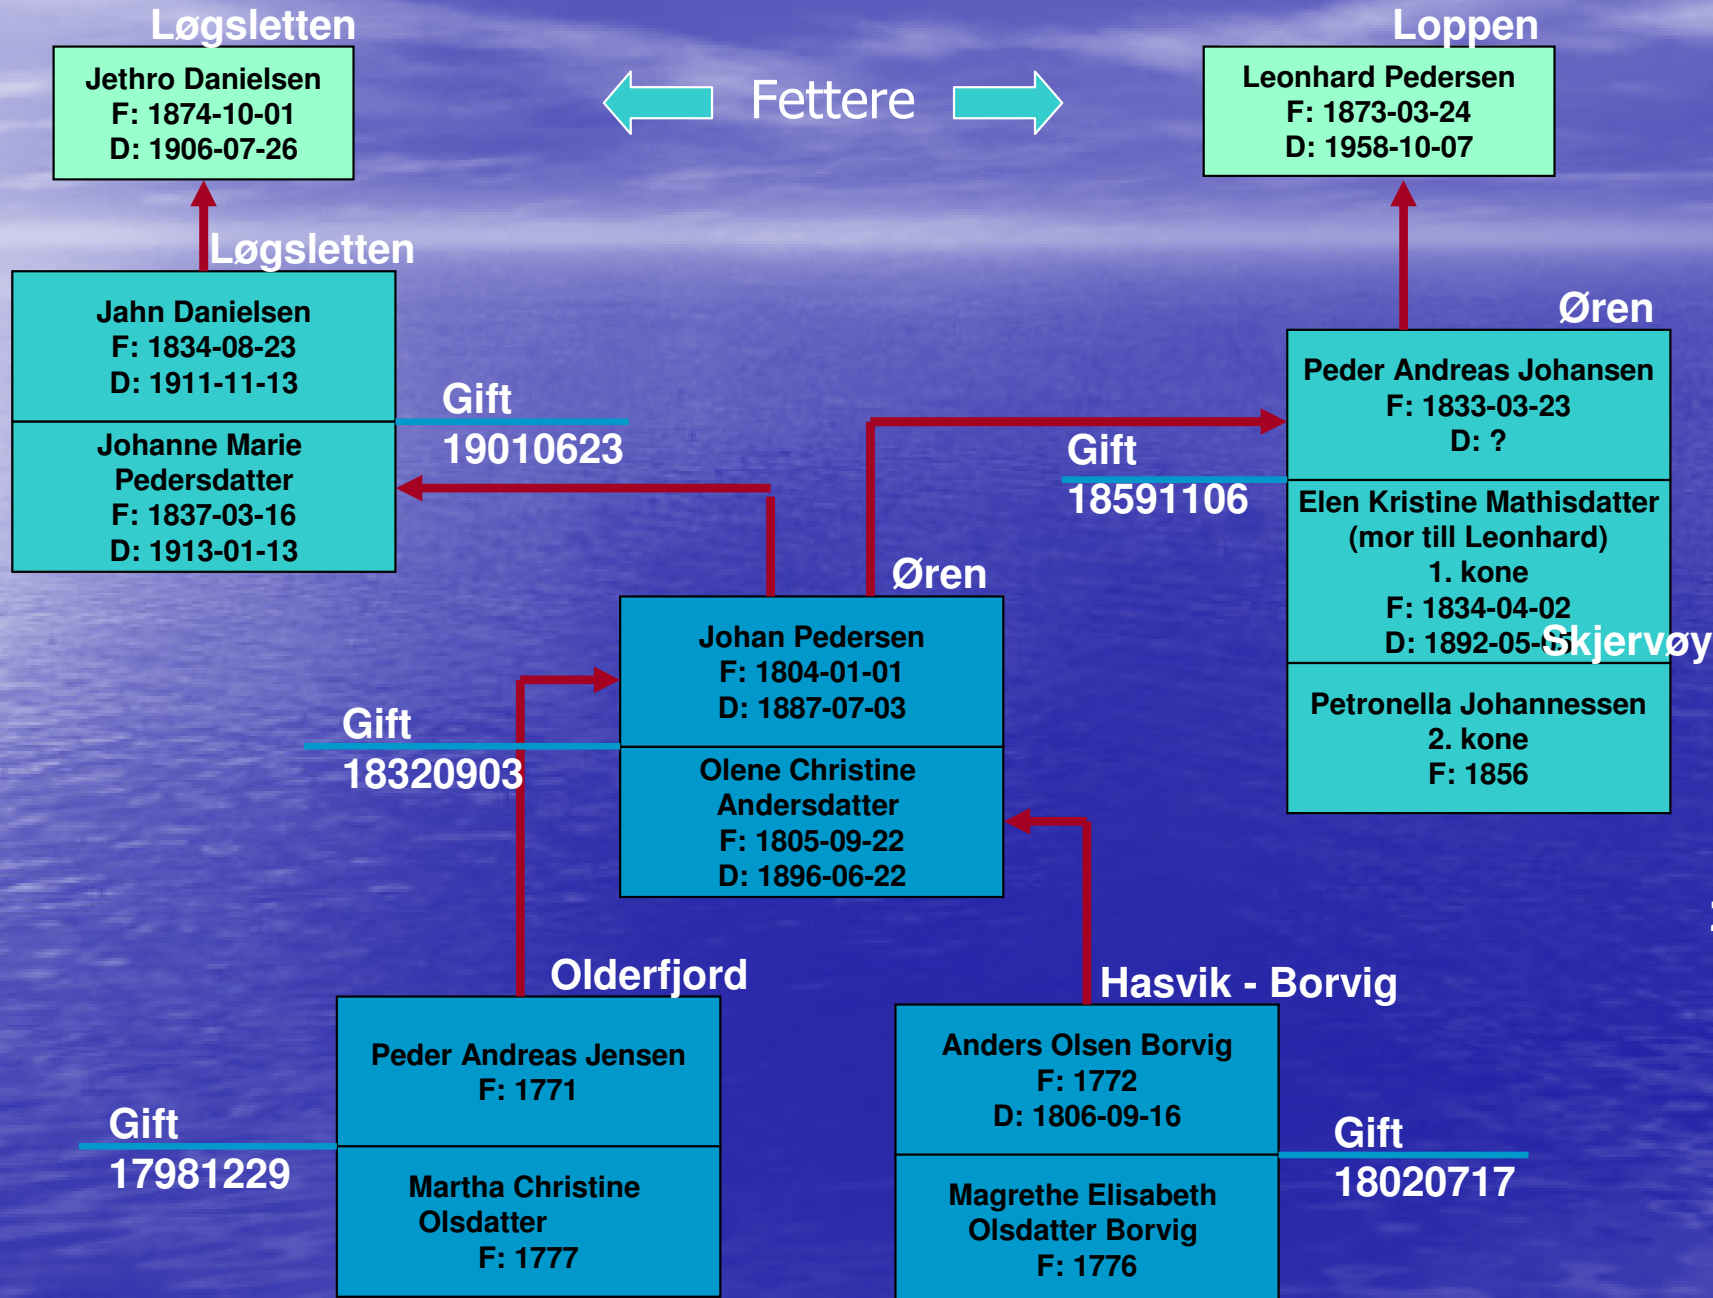 Løgsletten
Jethro Danielsen
F: 1874-10-01
D: 1906-07-26
Fettere
Loppen
Leonhard Pedersen
F: 1873-03-24
D: 1958-10-07
Løgsletten
Jahn Danielsen
F: 1834-08-23
D: 1911-11-13
Johanne Marie
Pedersdatter
F: 1837-03-16
D: 1913-01-13
Gift
19010623
Øren
Peder Andreas Johansen
F: 1833-03-23
D: ?
Elen Kristine Mathisdatter
(mor till Leonhard)
1. kone
F: 1834-04-02
D: 1892-05-05
Skjervøy
Petronella Johannessen
2. kone
F: 1856
Gift
18591106
Øren
Johan Pedersen
F: 1804-01-01
D: 1887-07-03
Olene Christine
Andersdatter
F: 1805-09-22
D: 1896-06-22
Gift
18320903
Olderfjord
Peder Andreas Jensen
F: 1771
Martha Christine
Olsdatter
F: 1777
Gift
17981229
Hasvik - Borvig
Anders Olsen Borvig
F: 1772
D: 1806-09-16
Magrethe Elisabeth
Olsdatter Borvig
F: 1776
Gift
18020717